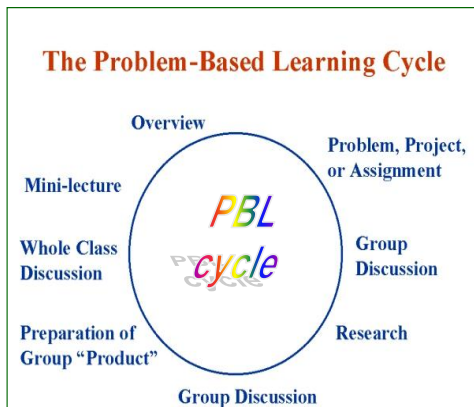 The Problem-Based Learning Cycle
Overview
Problem, Project,
or Assignment
Mini-lecture
PBL
cycle
Whole Class
Discussion
Group
Discussion
Preparation of
Group “Product”
Research
Group Discussion